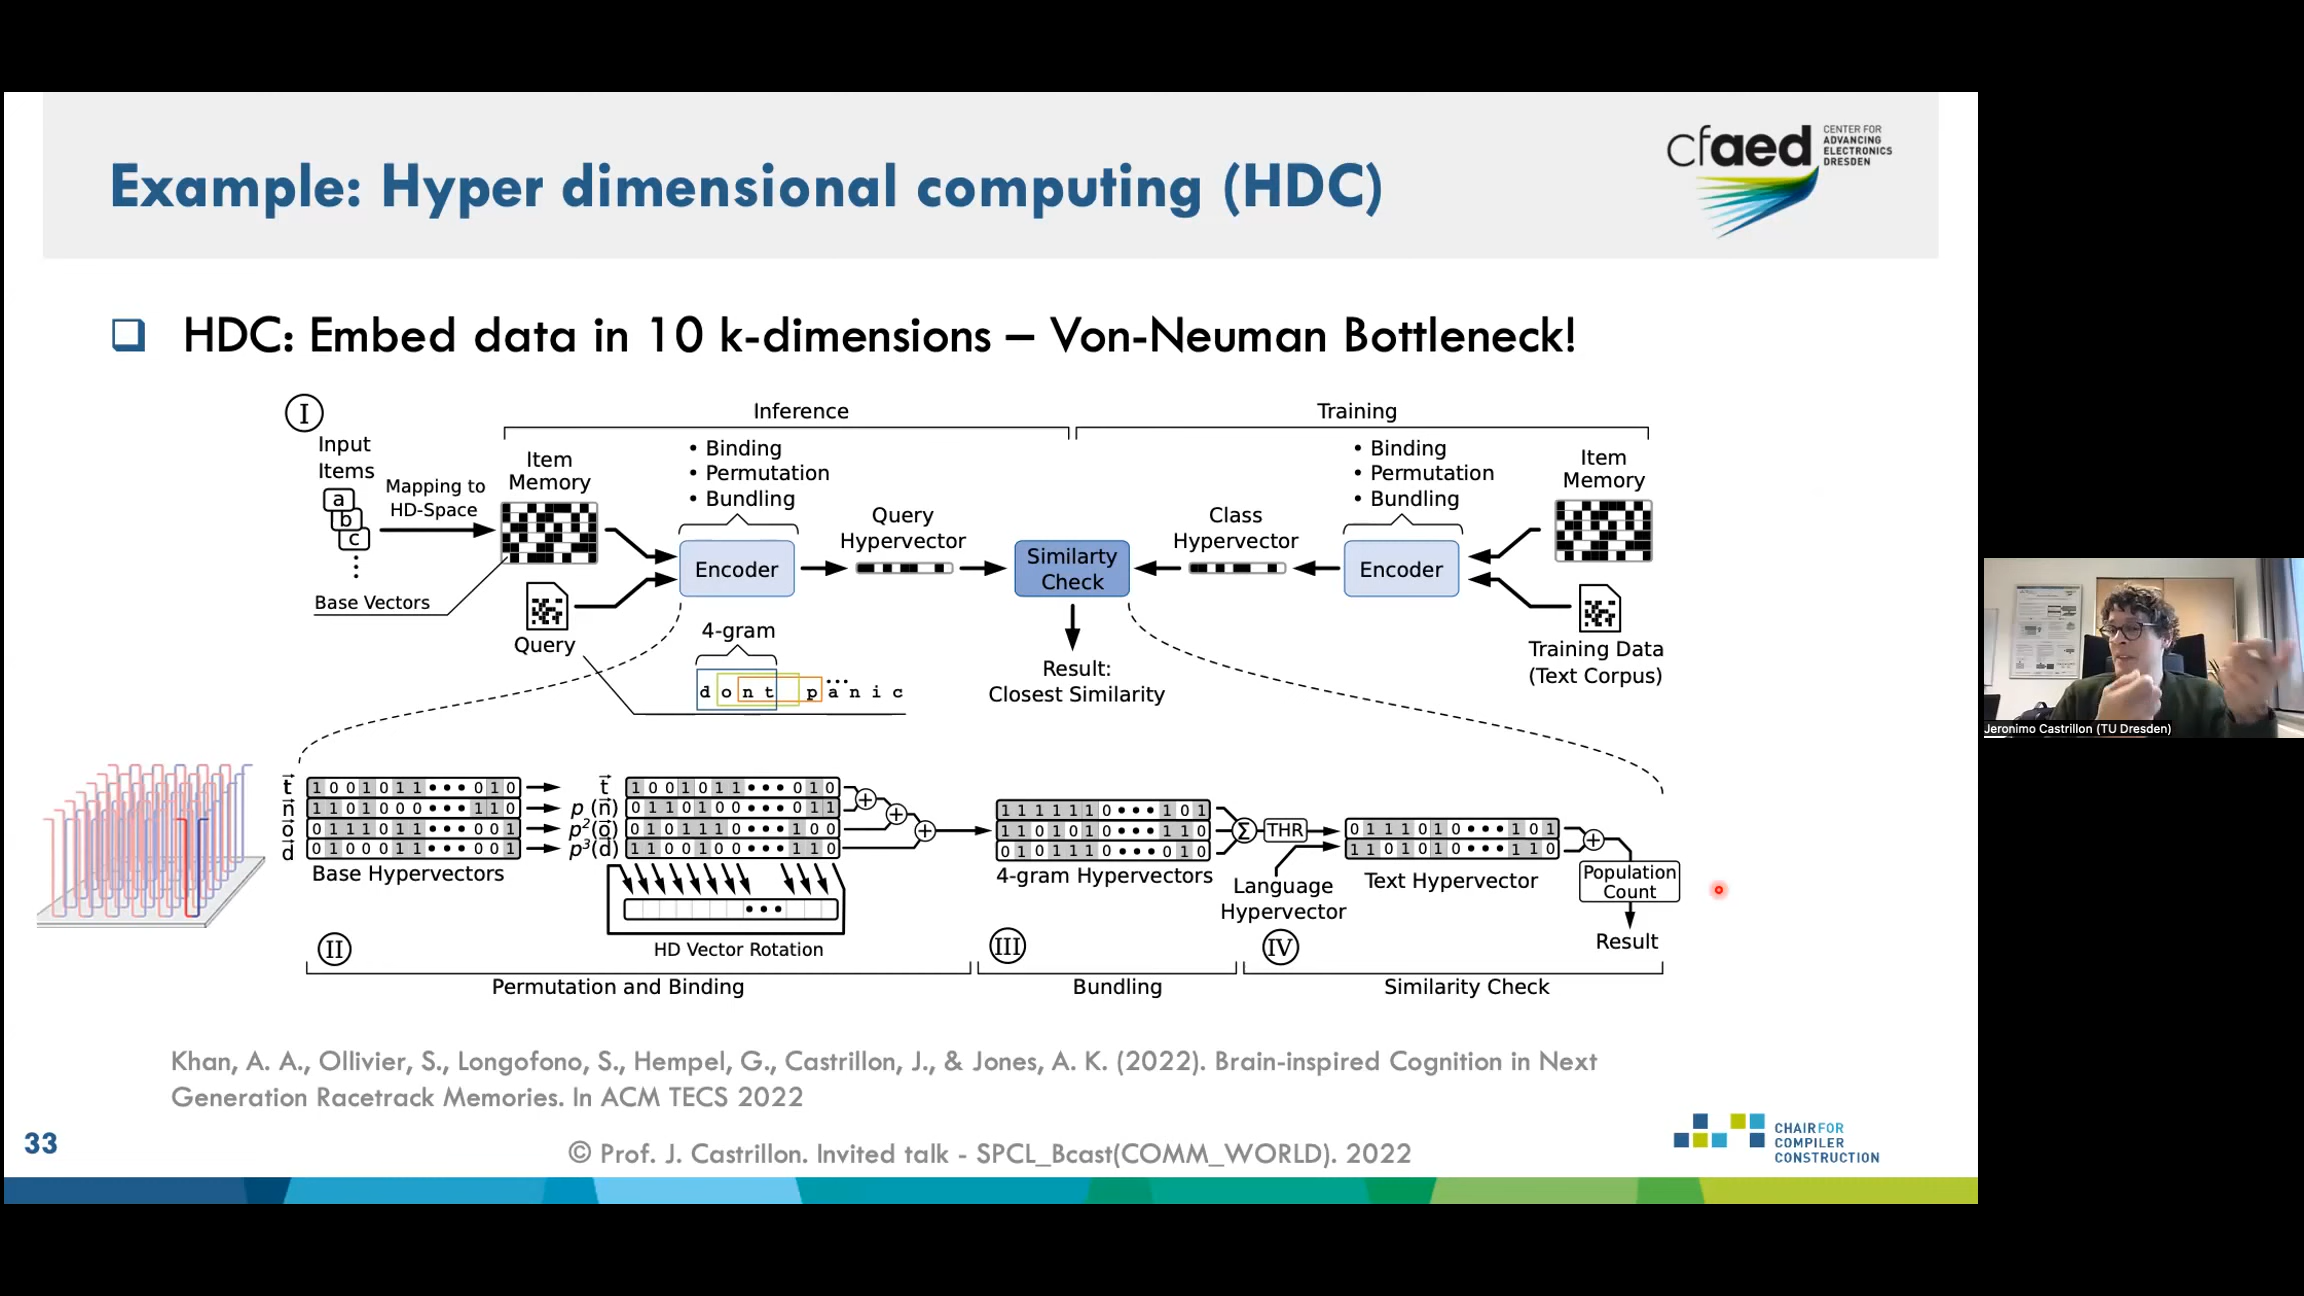 Example: Hyper dimensional computing (HDC)
cfaed
CENTER FOR
ADVANCING
ELECTRONICS
DRESDEN
HDC: Embed data in 10 k-dimensions – Von-Neuman Bottleneck!
I
Inference
Training
Input
Items
a
b
c
Mapping to
HD-Space
Item
Memory
• Binding
• Permutation
• Bundling
Query
Hypervector
Class
Hypervector
• Binding
• Permutation
• Bundling
Item
Memory
Encoder
Similarty
Check
Encoder
Base Vectors
Query
4-gram
d o n t p a n i c
...
Result:
Closest Similarity
Training Data
(Text Corpus)
t 1 0 0 1 0 1 1 ••• 0 1 0
n 1 1 0 1 0 0 0 ••• 1 1 0
o 0 1 1 1 0 1 1 ••• 0 0 1
d 0 1 0 0 0 1 1 ••• 0 0 1
Base Hypervectors
t 1 0 0 1 0 1 1 ••• 0 1 0
p (n) 0 1 1 0 1 0 0 ••• 0 1 1
p²(o) 0 1 0 1 1 1 0 ••• 1 0 0
p³(d) 1 1 0 0 1 0 0 ••• 1 1 0
•••
HD Vector Rotation
1 1 1 1 1 1 0 ••• 1 0 1
1 1 0 1 0 1 0 ••• 1 1 0
0 1 0 1 1 1 0 ••• 0 1 0
4-gram Hypervectors
Σ
THR
Language
Hypervector
0 1 1 1 0 1 0 ••• 1 0 1
1 1 0 1 0 1 0 ••• 1 1 0
Text Hypervector
Population
Count
Result
II
III
IV
Permutation and Binding
Bundling
Similarity Check
Khan, A. A., Ollivier, S., Longofono, S., Hempel, G., Castrillon, J., & Jones, A. K. (2022). Brain-inspired Cognition in Next
Generation Racetrack Memories. In ACM TECS 2022
33
© Prof. J. Castrillon. Invited talk - SPCL_Bcast(COMM_WORLD). 2022
CHAIR FOR
COMPILER
CONSTRUCTION
Jeronimo Castrillon (TU Dresden)